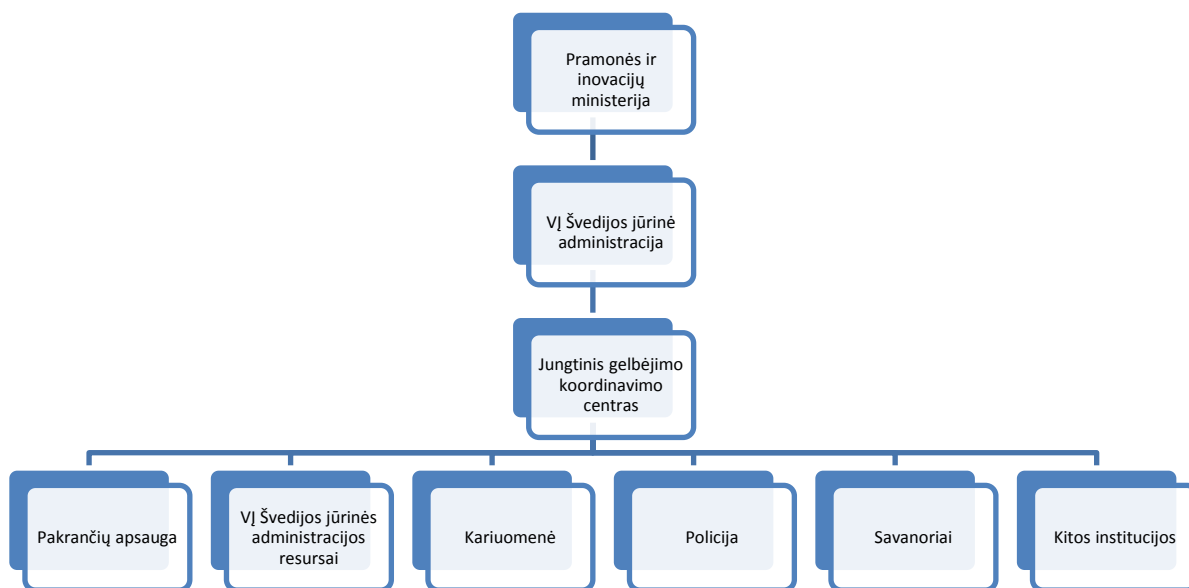 Pramonės ir
inovacijų
ministerija
VĮ Švedijos jūrinė
administracija
Jungtinis gelbėjimo
koordinavimo
centras
Pakrančių apsauga
VĮ Švedijos jūrinės
administracijos
resursai
Kariuomenė
Policija
Savanoriai
Kitos institucijos